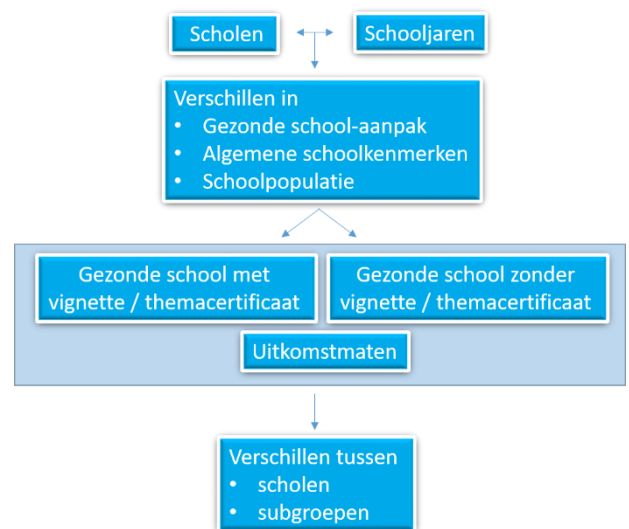 Scholen
Schooljaren
Verschillen in
• Gezonde school-aanpak
• Algemene schoolkenmerken
• Schoolpopulatie
Gezonde school met
vignette / themacertificaat
Gezonde school zonder
vignette / themacertificaat
Uitkomstmaten
Verschillen tussen
• scholen
• subgroepen